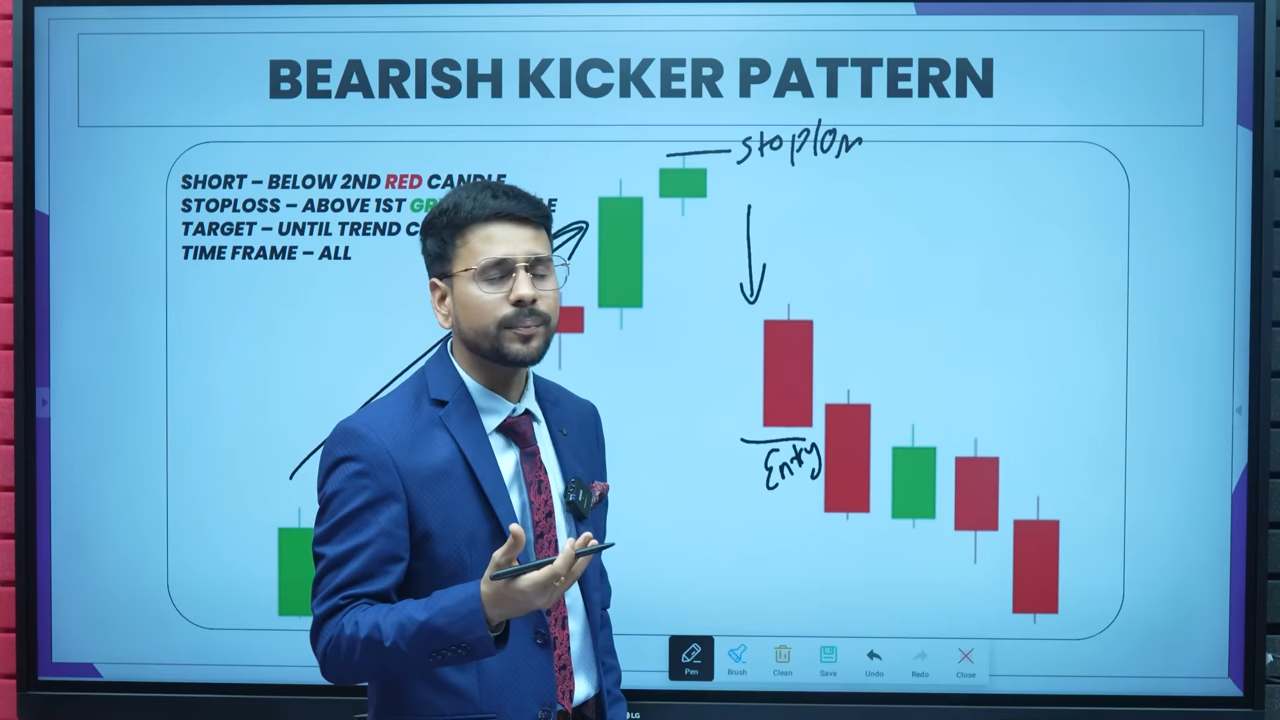 BEARISH KICKER PATTERN
stoploss
SHORT – BELOW 2ND RED CANDLE
STOPLOSS – ABOVE 1ST
TARGET – UNTIL TREND
TIME FRAME – ALL
Entry
Pen Brush Clean Save Undo Redo Close
LG